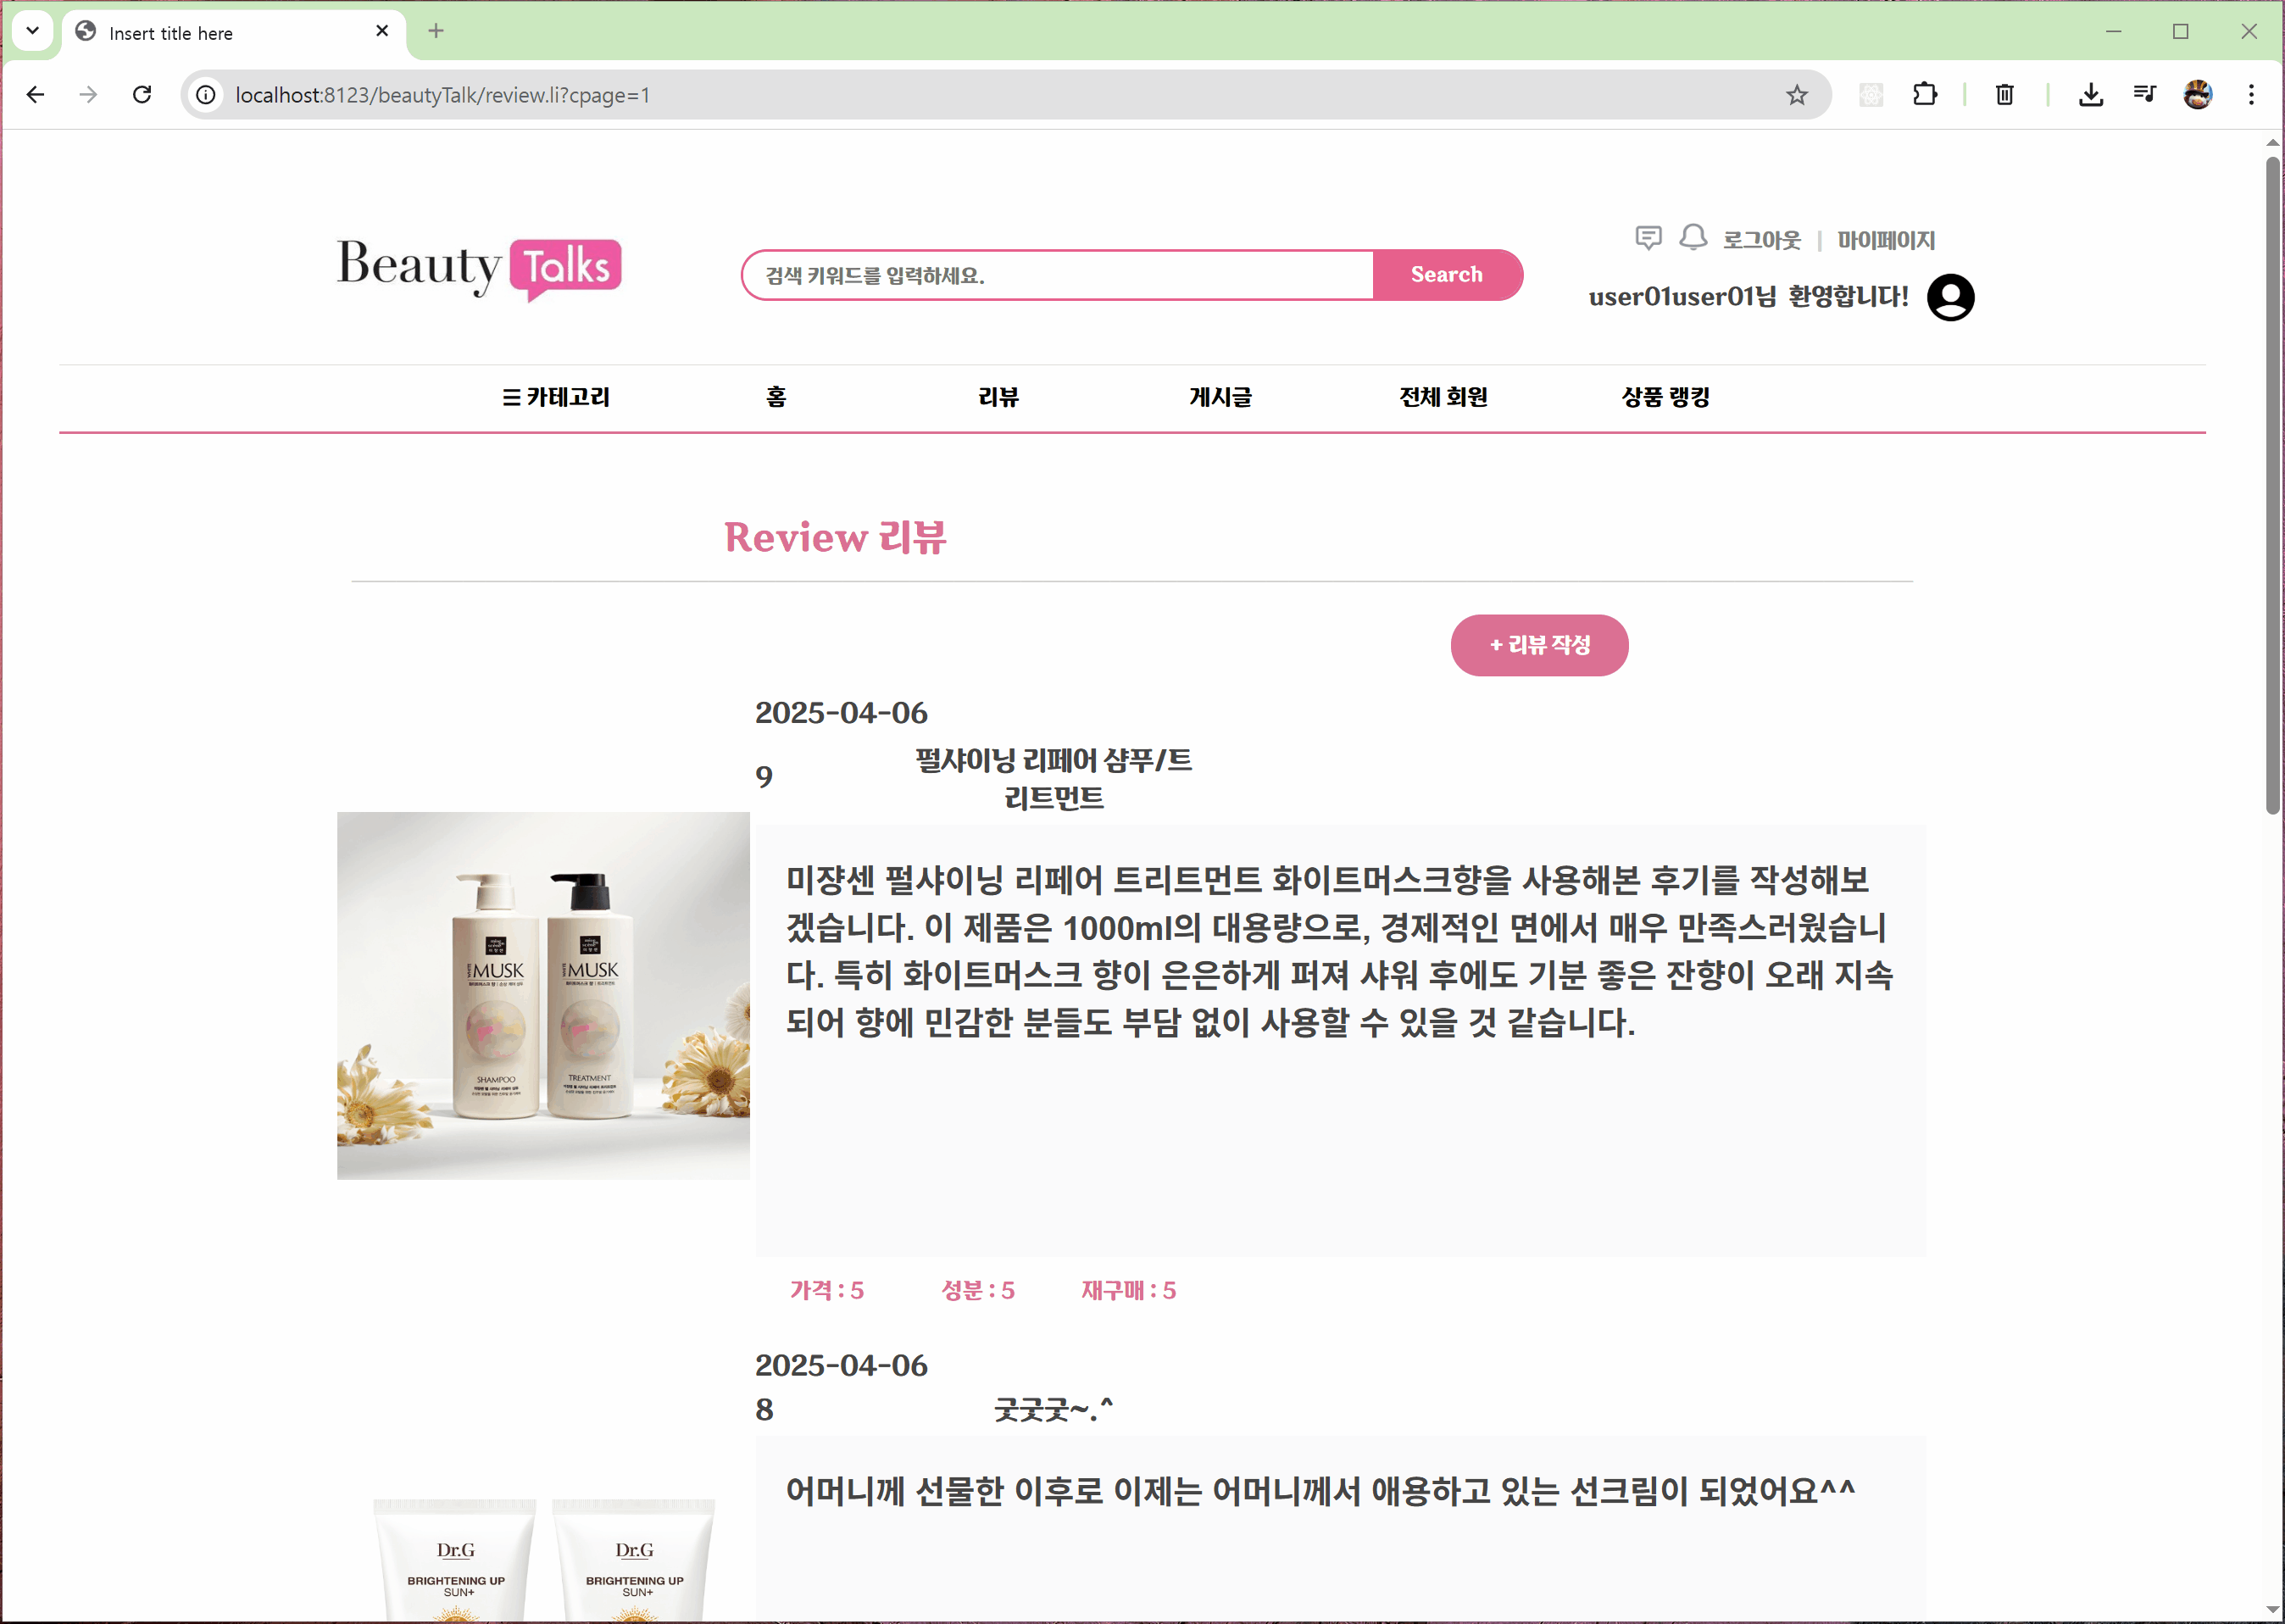 Insert title here
localhost:8123/beautyTalk/review.li?cpage=1
Beauty Talks
검색 키워드를 입력하세요.
Search
로그아웃 | 마이페이지
user01user01님 환영합니다!
☰ 카테고리 홈 리뷰 게시글 전체 회원 상품 랭킹
Review 리뷰
+ 리뷰 작성
2025-04-06
9
펄샤이닝 리페어 샴푸/트
리트먼트
미쟝센 펄샤이닝 리페어 트리트먼트 화이트머스크향을 사용해본 후기를 작성해보
겠습니다. 이 제품은 1000ml의 대용량으로, 경제적인 면에서 매우 만족스러웠습니
다. 특히 화이트머스크 향이 은은하게 퍼져 샤워 후에도 기분 좋은 잔향이 오래 지속
되어 향에 민감한 분들도 부담 없이 사용할 수 있을 것 같습니다.
MUSK
SHAMPOO
MUSK
TREATMENT
가격 : 5 성분 : 5 재구매 : 5
2025-04-06
8 굿굿굿~.^
어머니께 선물한 이후로 이제는 어머니께서 애용하고 있는 선크림이 되었어요^^
Dr.G
BRIGHTENING UP
SUN+
Dr.G
BRIGHTENING UP
SUN+